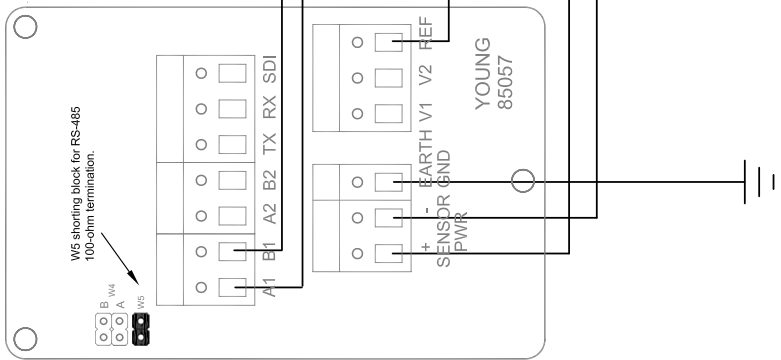 W5 shorting block for RS-485
100-ohm termination.
B
A
W4
W5
SDI
RX
TX
B2
A2
B1
A1
REF
V2
V1
EARTH
GND
-
+
SENSOR
PWR
YOUNG
85057